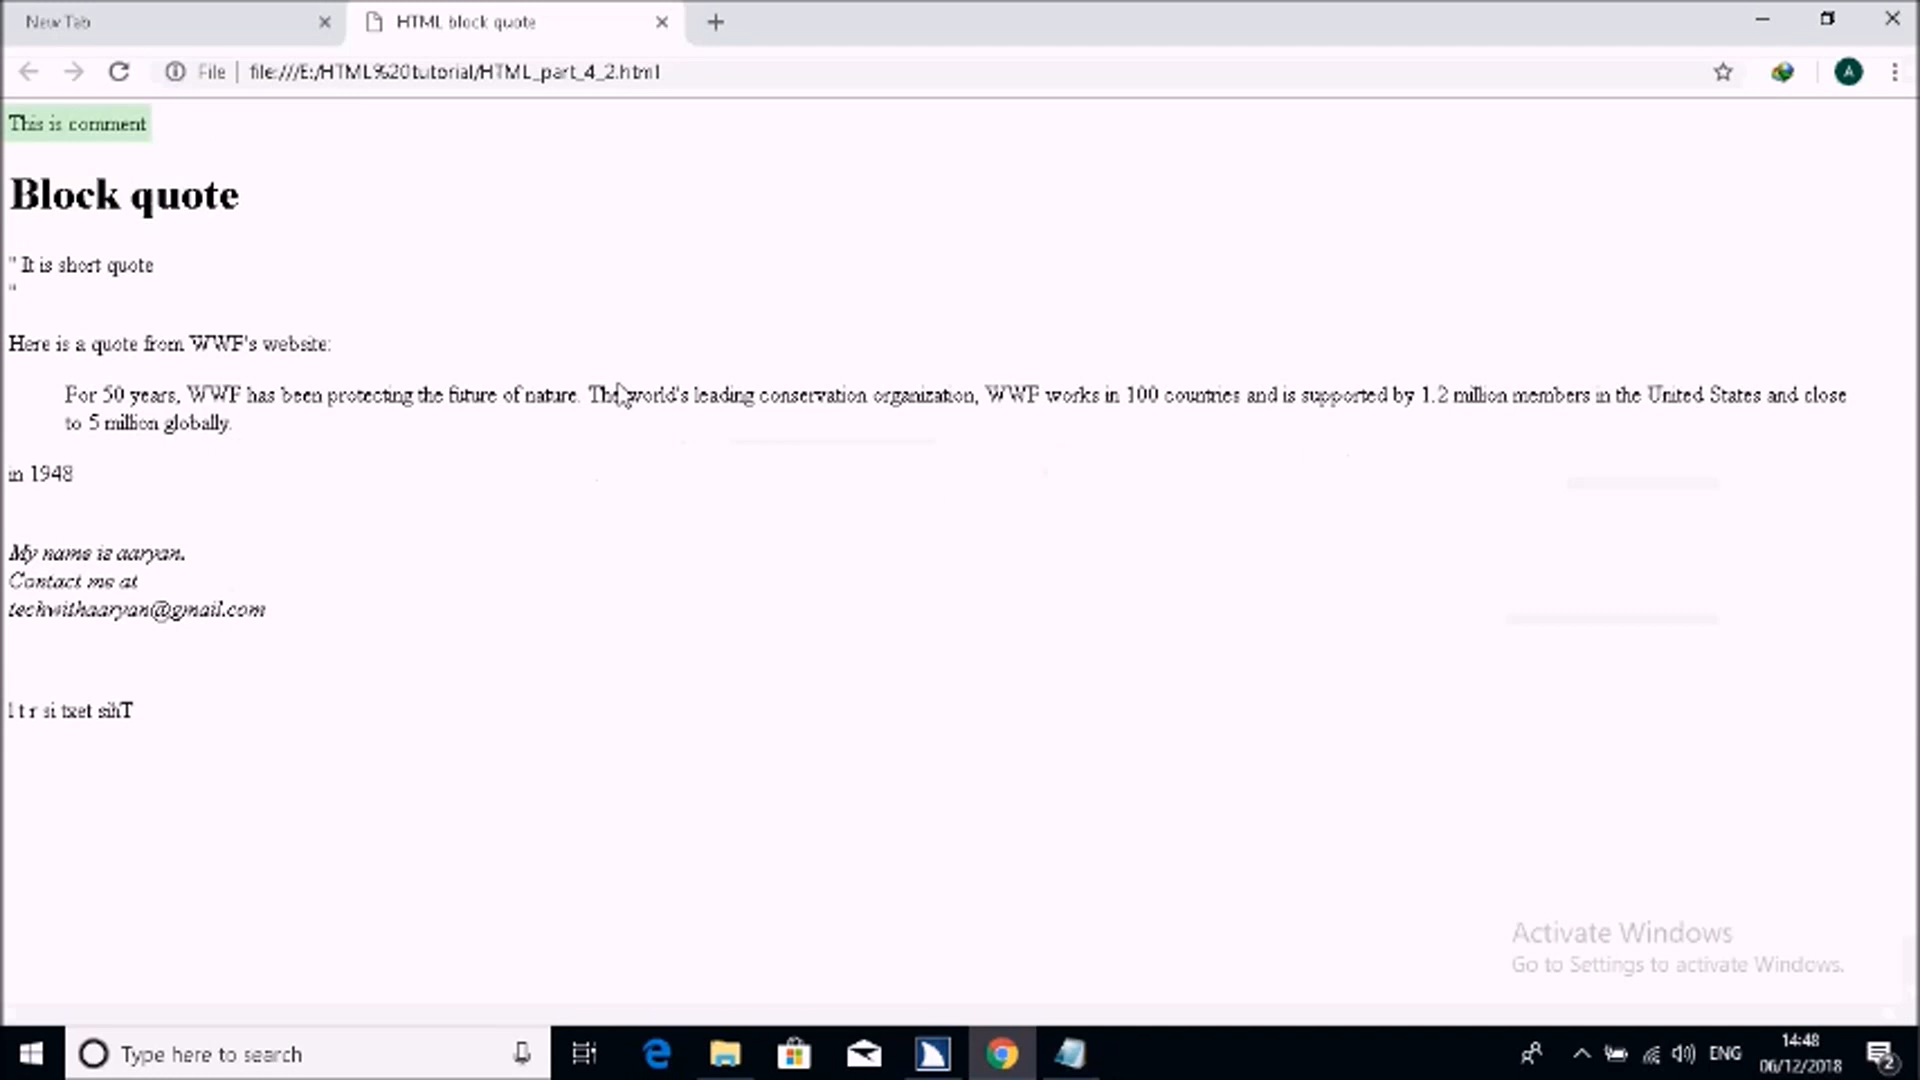 New Tab
HTML block quote
File
file:///E:/HTML%20tutorial/HTML_part_4_2.html
A
This is comment
Block quote
" It is short quote
"
Here is a quote from WWF's website:
For 50 years, WWF has been protecting the future of nature. The world's leading conservation organization, WWF works in 100 countries and is supported by 1.2 million members in the United States and close
to 5 million globally.
in 1948
My name is aaryan.
Contact me at
techwithaaryan@gmail.com
l t r si txet sihT
Activate Windows
Go to Settings to activate Windows.
Type here to search
ENG
14:48
06/12/2018
2